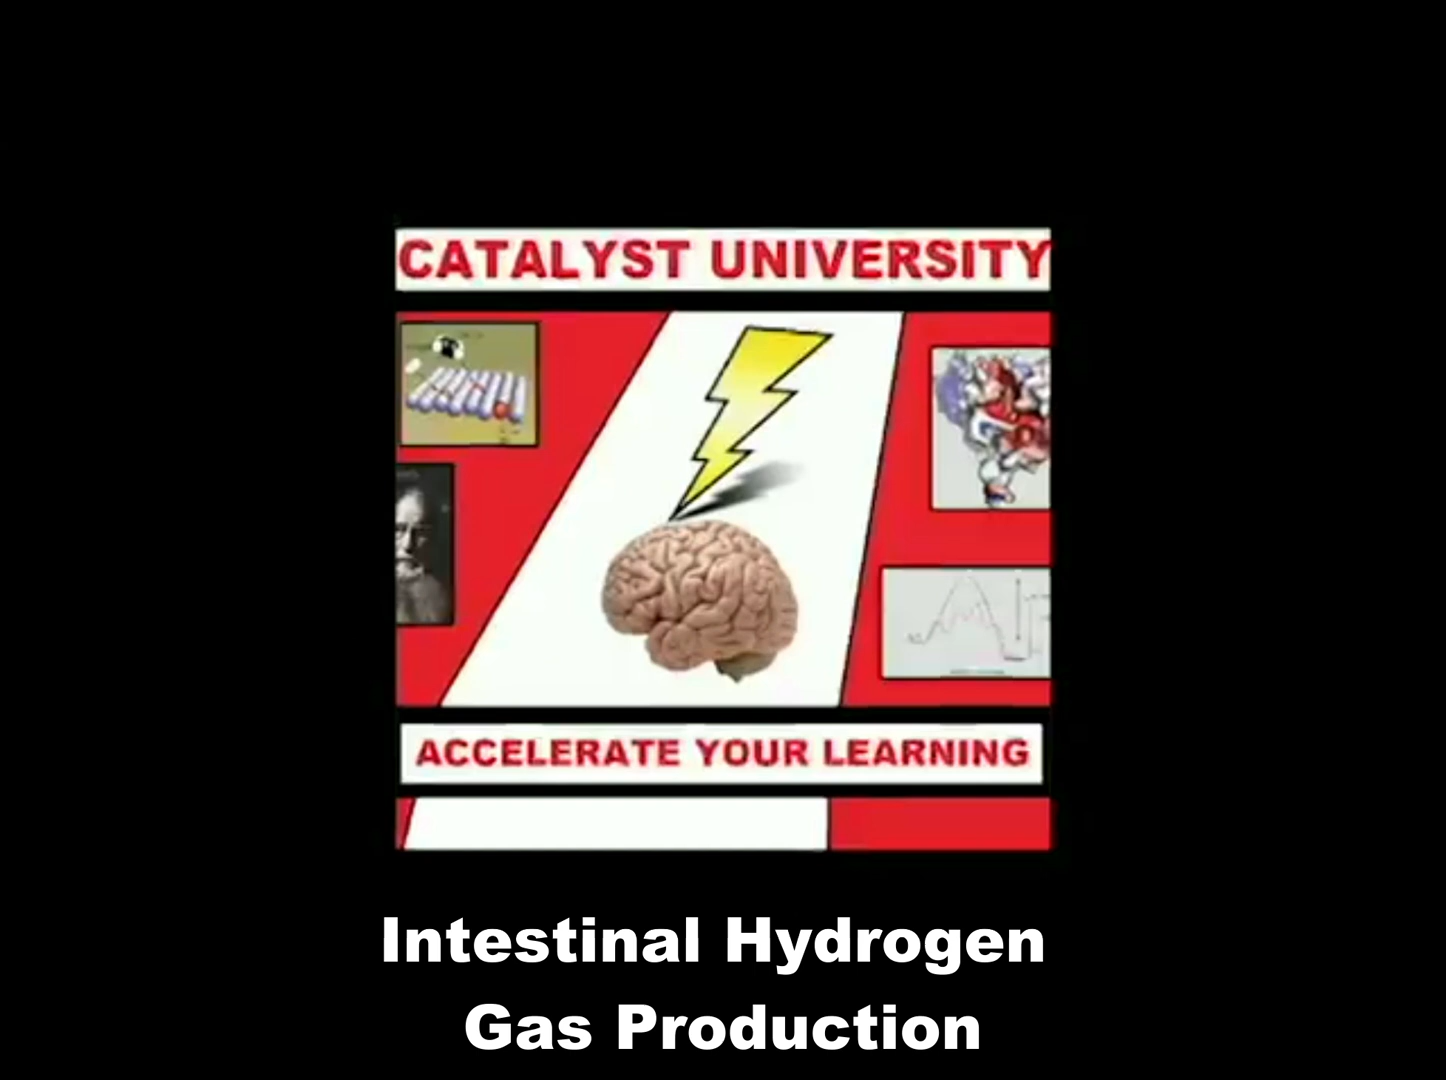 CATALYST UNIVERSITY
ACCELERATE YOUR LEARNING
Intestinal Hydrogen
Gas Production